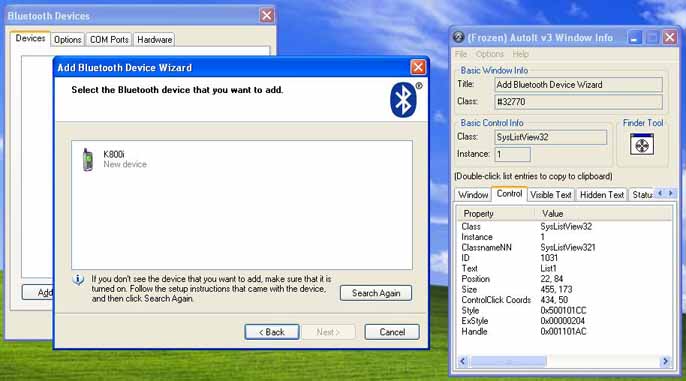 Bluetooth Devices
Devices
Options
COM Ports
Hardware
Add Bluetooth Device Wizard
Select the Bluetooth device that you want to add.
®
K800i
New device
If you don't see the device that you want to add, make sure that it is
turned on. Follow the setup instructions that came with the device,
and then click Search Again.
Search Again
Add
< Back
Next >
Cancel
(Frozen) AutoIt v3 Window Info
File Options Help
Basic Window Info
Title: Add Bluetooth Device Wizard
Class: #32770
Basic Control Info
Class: SysListView32
Instance: 1
Finder Tool
(Double-click list entries to copy to clipboard)
Window Control Visible Text Hidden Text Status
Property Value
Class SysListView32
Instance 1
ClassnameNN SysListView321
ID 1031
Text List1
Position 22, 84
Size 455, 173
ControlClick Coords 434, 50
Style 0x500101CC
ExStyle 0x00000204
Handle 0x001101AC